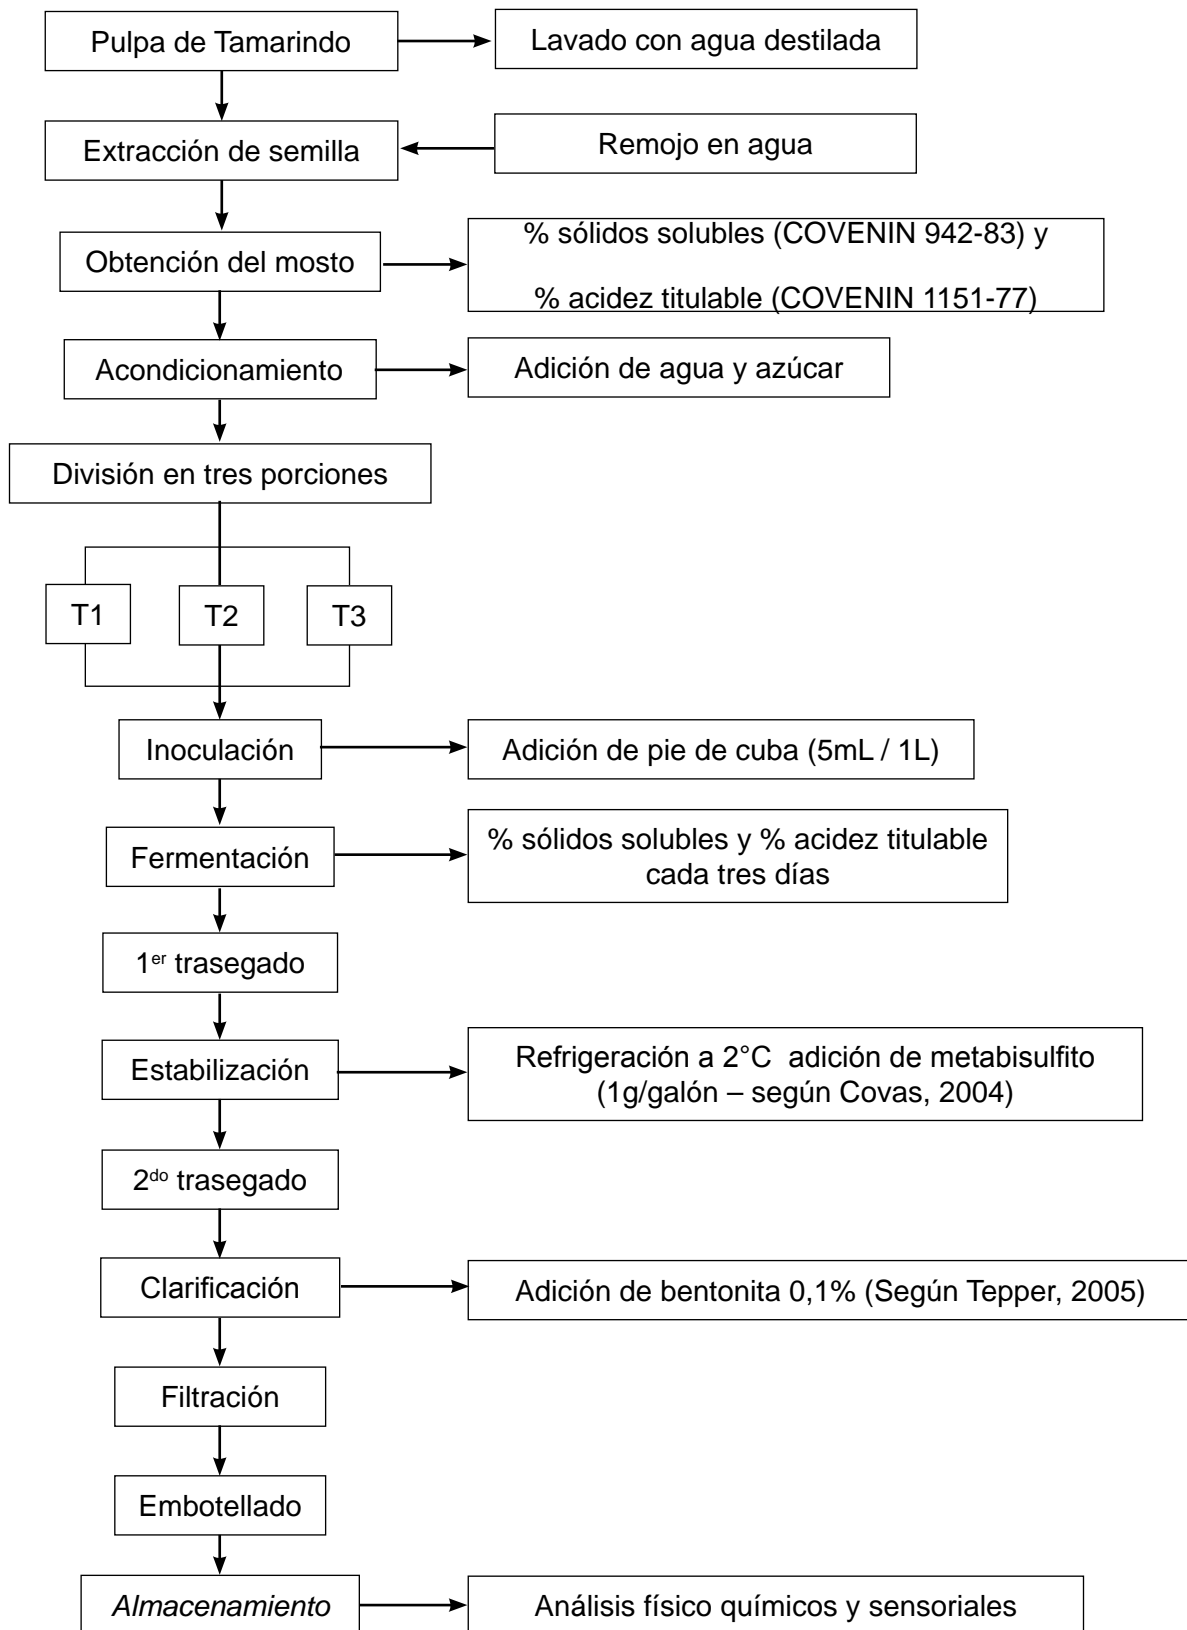 Pulpa de Tamarindo
Lavado con agua destilada
Extracción de semilla
Remojo en agua
Obtención del mosto
% sólidos solubles (COVENIN 942-83) y
% acidez titulable (COVENIN 1151-77)
Acondicionamiento
Adición de agua y azúcar
División en tres porciones
T1
T2
T3
Inoculación
Adición de pie de cuba (5mL / 1L)
Fermentación
% sólidos solubles y % acidez titulable
cada tres días
1er trasegado
Estabilización
Refrigeración a 2°C adición de metabisulfito
(1g/galón – según Covas, 2004)
2do trasegado
Clarificación
Adición de bentonita 0,1% (Según Tepper, 2005)
Filtración
Embotellado
Almacenamiento
Análisis físico químicos y sensoriales